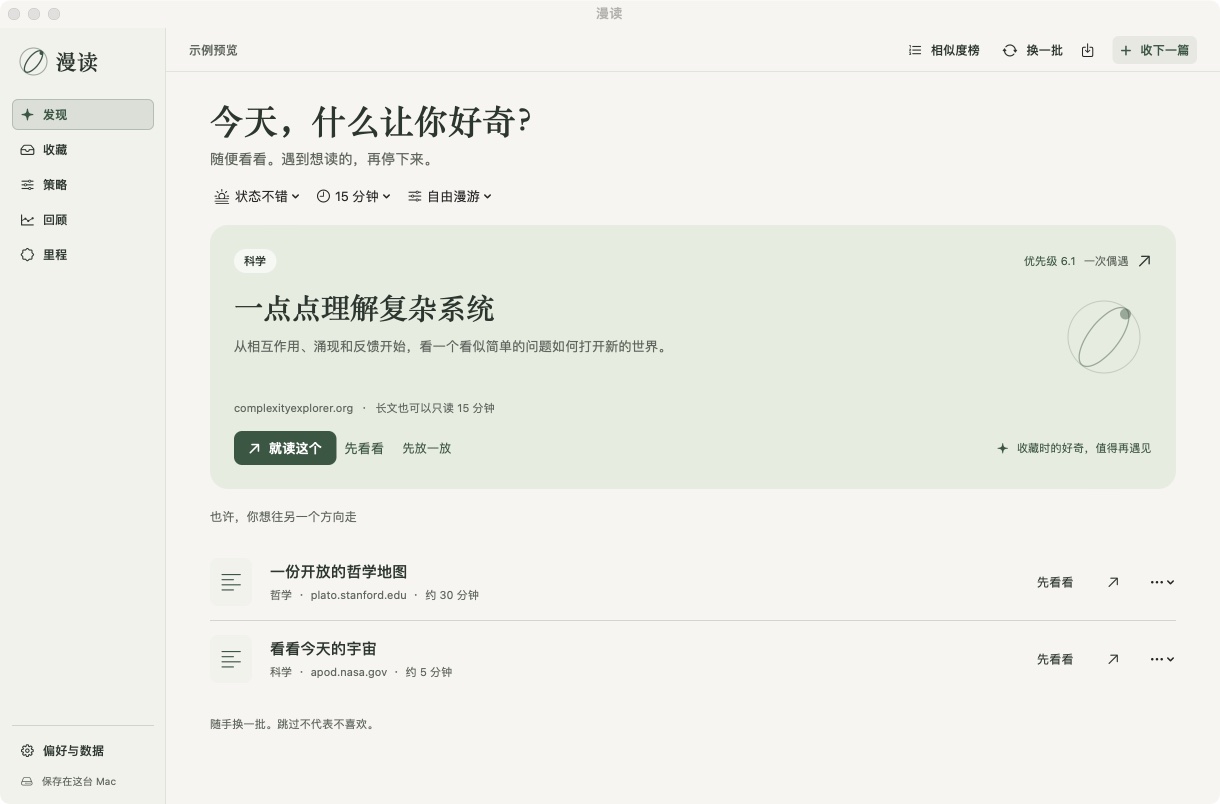 漫读
漫读
发现
收藏
策略
回顾
里程
偏好与数据
保存在这台 Mac
示例预览
相似度榜
换一批
收下一篇
今天，什么让你好奇？
随便看看。遇到想读的，再停下来。
状态不错
15 分钟
自由漫游
科学
优先级 6.1 一次偶遇
一点点理解复杂系统
从相互作用、涌现和反馈开始，看一个看似简单的问题如何打开新的世界。
complexityexplorer.org · 长文也可以只读 15 分钟
就读这个
先看看
先放一放
收藏时的好奇，值得再遇见
也许，你想往另一个方向走
一份开放的哲学地图
哲学 · plato.stanford.edu · 约 30 分钟
先看看
看看今天的宇宙
科学 · apod.nasa.gov · 约 5 分钟
先看看
随手换一批。跳过不代表不喜欢。